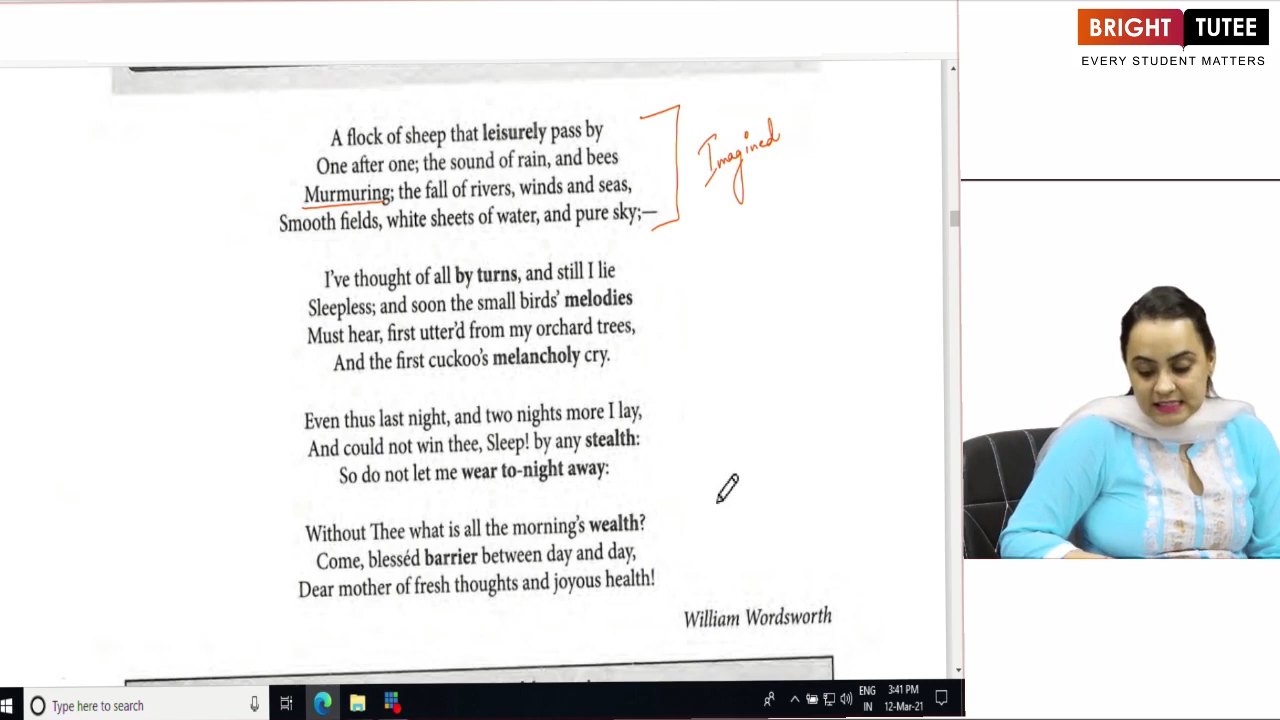 BRIGHT TUTEE
EVERY STUDENT MATTERS
A flock of sheep that leisurely pass by
One after one; the sound of rain, and bees
Murmuring; the fall of rivers, winds and seas,
Smooth fields, white sheets of water, and pure sky;—
Imagined
I've thought of all by turns, and still I lie
Sleepless; and soon the small birds' melodies
Must hear, first utter'd from my orchard trees,
And the first cuckoo's melancholy cry.
Even thus last night, and two nights more I lay,
And could not win thee, Sleep! by any stealth:
So do not let me wear to-night away:
Without Thee what is all the morning's wealth?
Come, blesséd barrier between day and day,
Dear mother of fresh thoughts and joyous health!
William Wordsworth
Type here to search
ENG
IN
3:41 PM
12-Mar-21